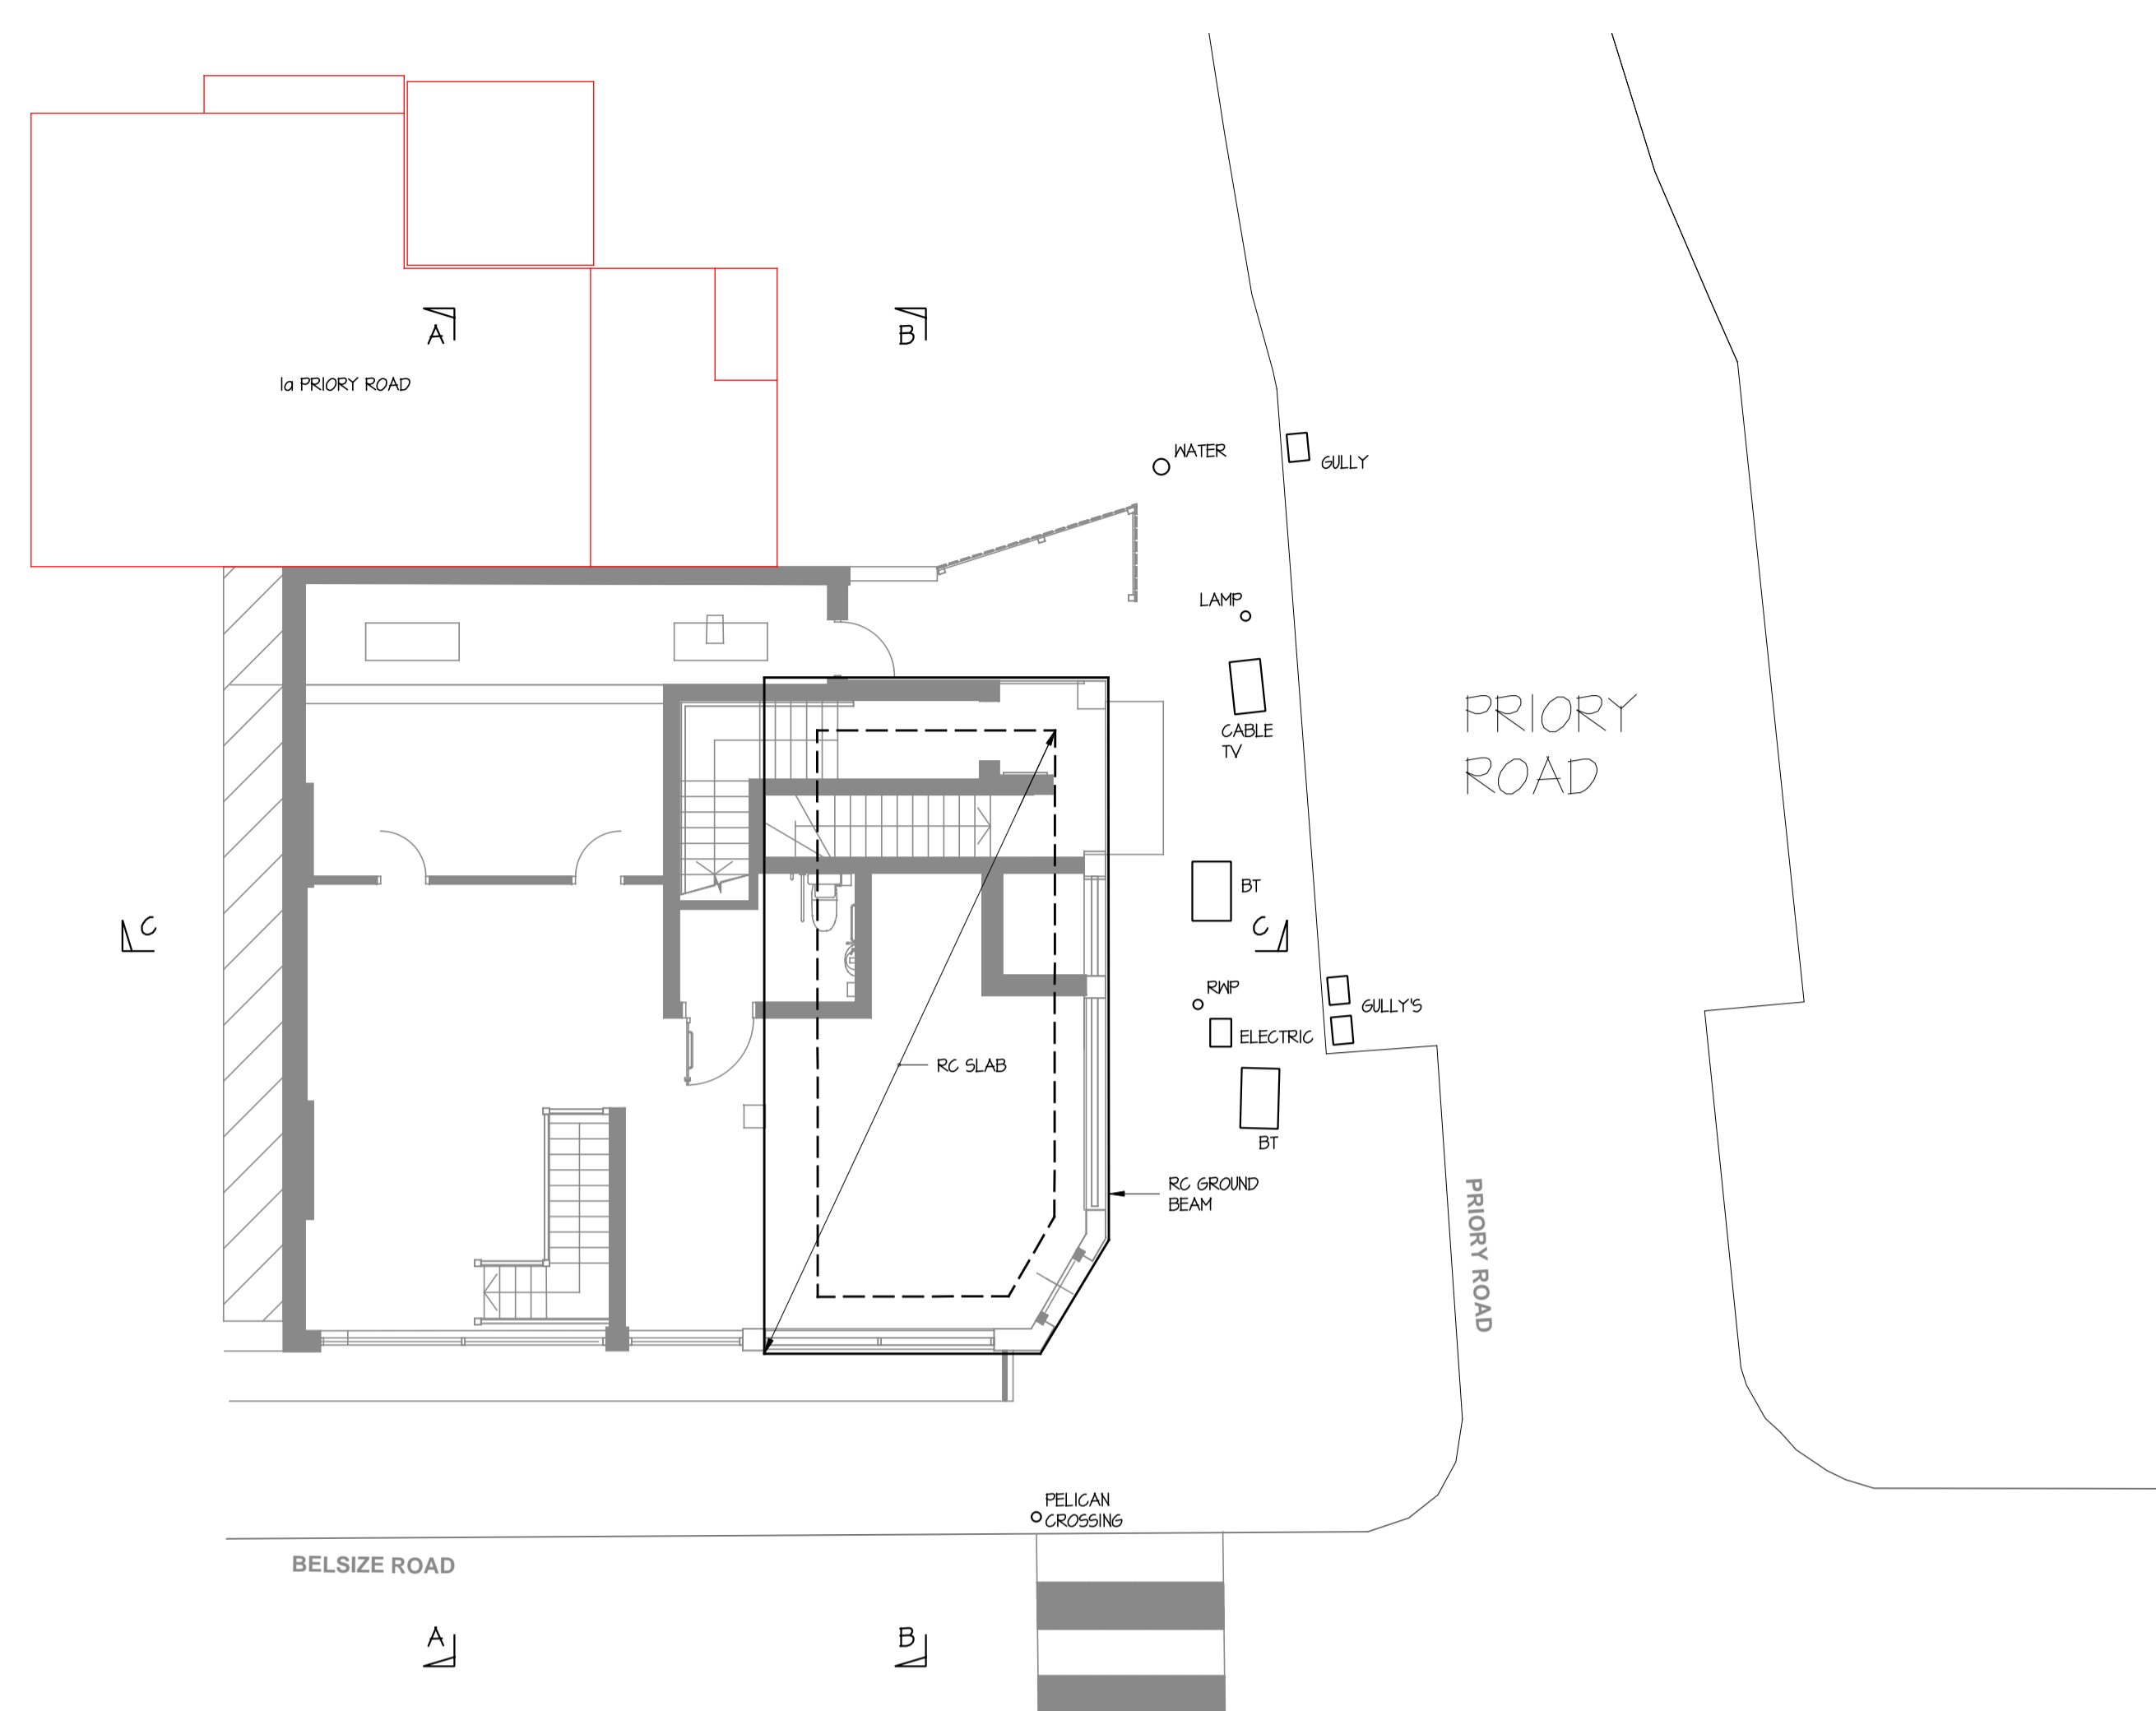 A
B
1a PRIORY ROAD
WATER
GULLY
LAMP
CABLE
TV
PRIORY
ROAD
BT
C
C
RWP
GULLY'S
ELECTRIC
RC SLAB
BT
RC GROUND
BEAM
PRIORY ROAD
PELICAN
CROSSING
BELSIZE ROAD
A
B